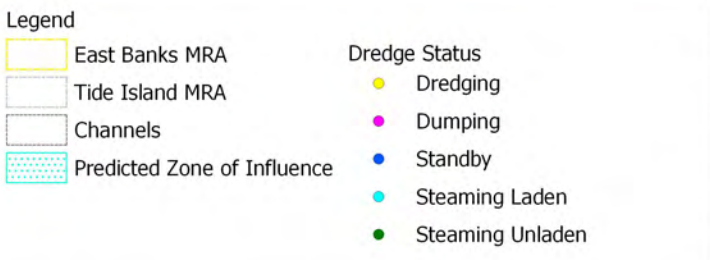 Legend
East Banks MRA
Tide Island MRA
Channels
Predicted Zone of Influence
Dredge Status
Dredging
Dumping
Standby
Steaming Laden
Steaming Unladen